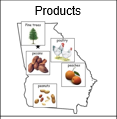 Products
Pine trees
poultry
pecans
peaches
peanuts